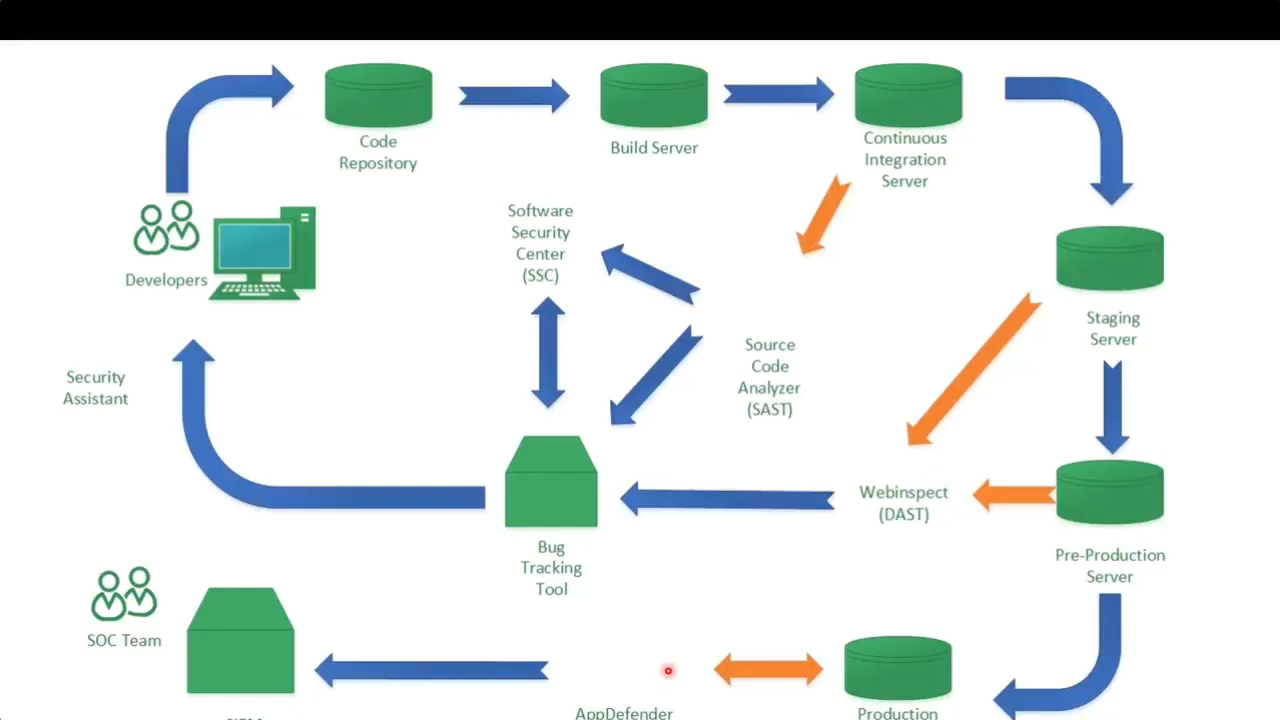 Code
Repository
Build Server
Continuous
Integration
Server
Software
Security
Center
(SSC)
Developers
Staging
Server
Source
Code
Analyzer
(SAST)
Security
Assistant
Webinspect
(DAST)
Bug
Tracking
Tool
Pre-Production
Server
SOC Team
AppDefender
Production